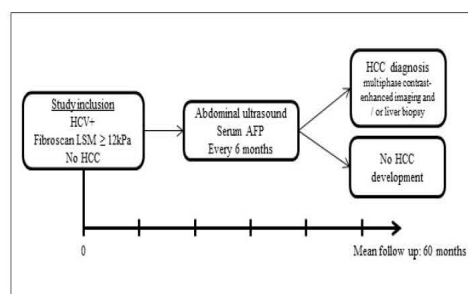 Study inclusion
HCV+
Fibroscan LSM ≥ 12kPa
No HCC
Abdominal ultrasound
Serum AFP
Every 6 months
HCC diagnosis
multiphase contrast-
enhanced imaging and
/ or liver biopsy
No HCC
development
0
Mean follow up: 60 months